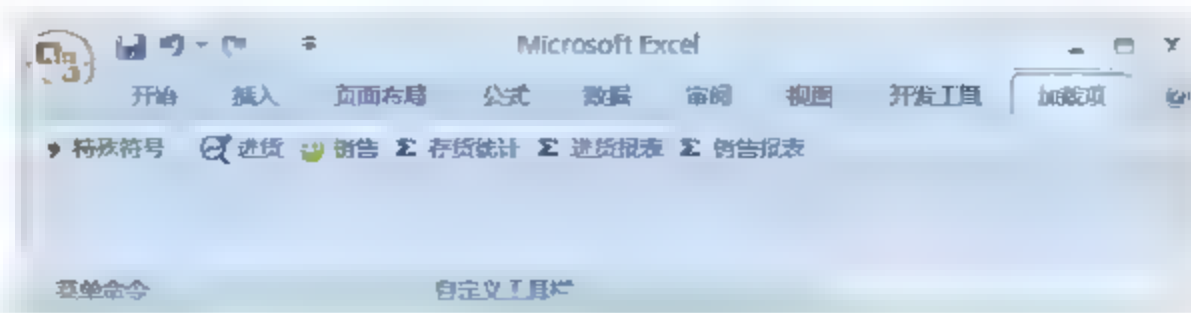 Microsoft Excel
开始 插入 页面布局 公式 数据 审阅 视图 开发工具 加载项
特殊符号 进货 销售 Σ 存货统计 Σ 进货报表 Σ 销售报表
菜单命令 自定义工具栏